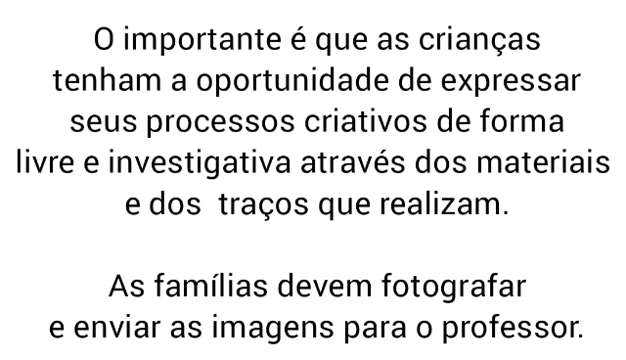 O importante é que as crianças
tenham a oportunidade de expressar
seus processos criativos de forma
livre e investigativa através dos materiais
e dos  traços que realizam.
As famílias devem fotografar
e enviar as imagens para o professor.